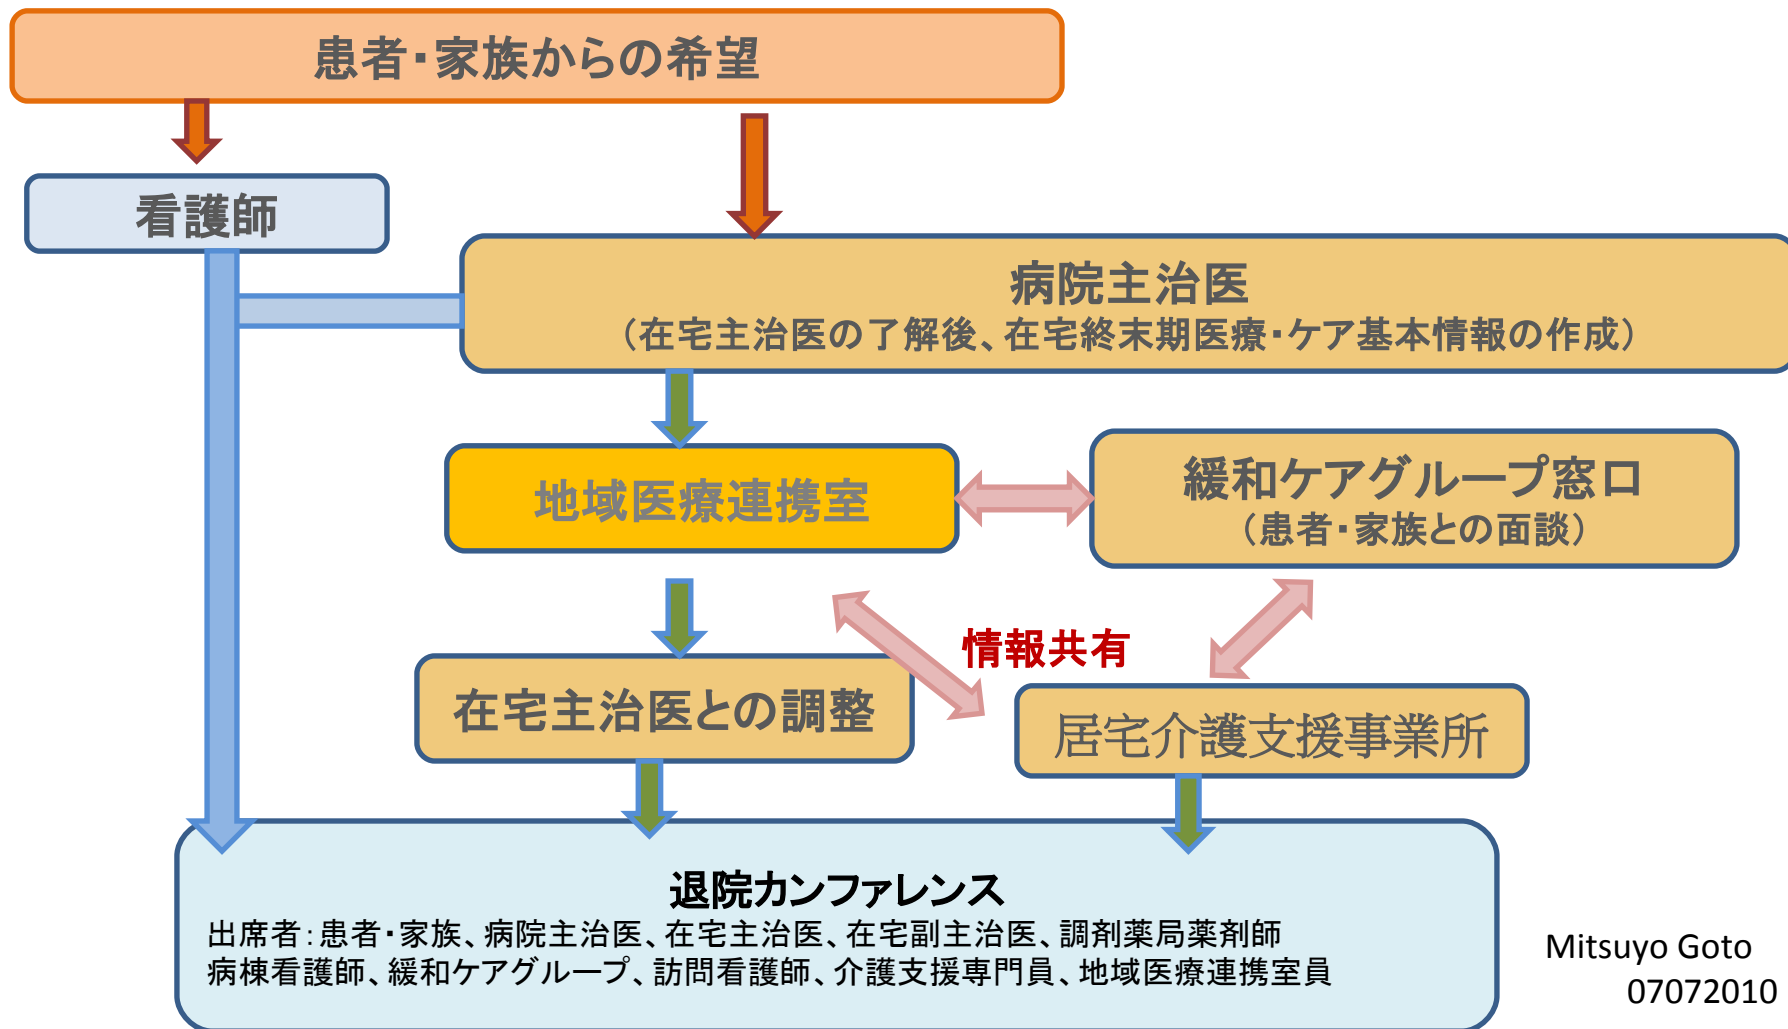 患者・家族からの希望
看護師
病院主治医
（在宅主治医の了解後、在宅終末期医療・ケア基本情報の作成）
地域医療連携室
緩和ケアグループ窓口
（患者・家族との面談）
情報共有
在宅主治医との調整
居宅介護支援事業所
退院カンファレンス
出席者：患者・家族、病院主治医、在宅主治医、在宅副主治医、調剤薬局薬剤師
病棟看護師、緩和ケアグループ、訪問看護師、介護支援専門員、地域医療連携室員
Mitsuyo Goto
07072010